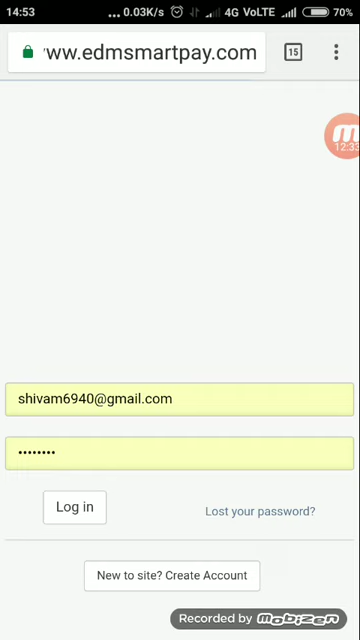 14:53 ... 0.03K/s 4G VoLTE 70%
ww.edmsmartpay.com 15
12:33
shivam6940@gmail.com
••••••••
Log in Lost your password?
New to site? Create Account
Recorded by mobizen